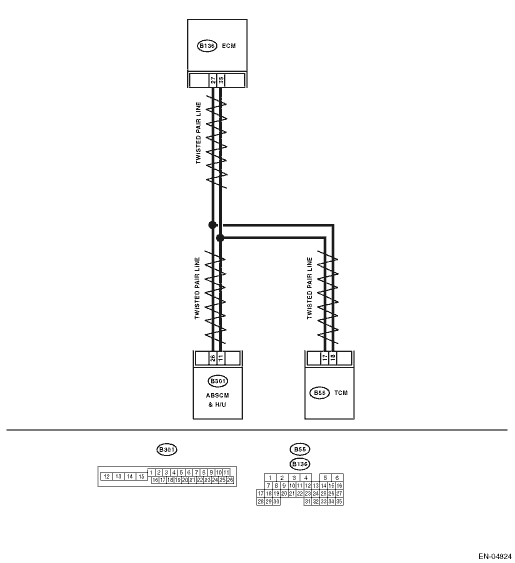 B136 ECM
27 35
TWISTED PAIR LINE
TWISTED PAIR LINE
TWISTED PAIR LINE
26 11
17 18
B301
ABSCM
& H/U
B55 TCM
B301
B55
B136
12 13 14 15 1 2 3 4 5 6 7 8 9 10 11
16 17 18 19 20 21 22 23 24 25 26
1 2 3 4 5 6
7 8 9 10 11 12 13 14 15 16
17 18 19 20 21 22 23 24 25 26 27
28 29 30 31 32 33 34 35
EN-04824